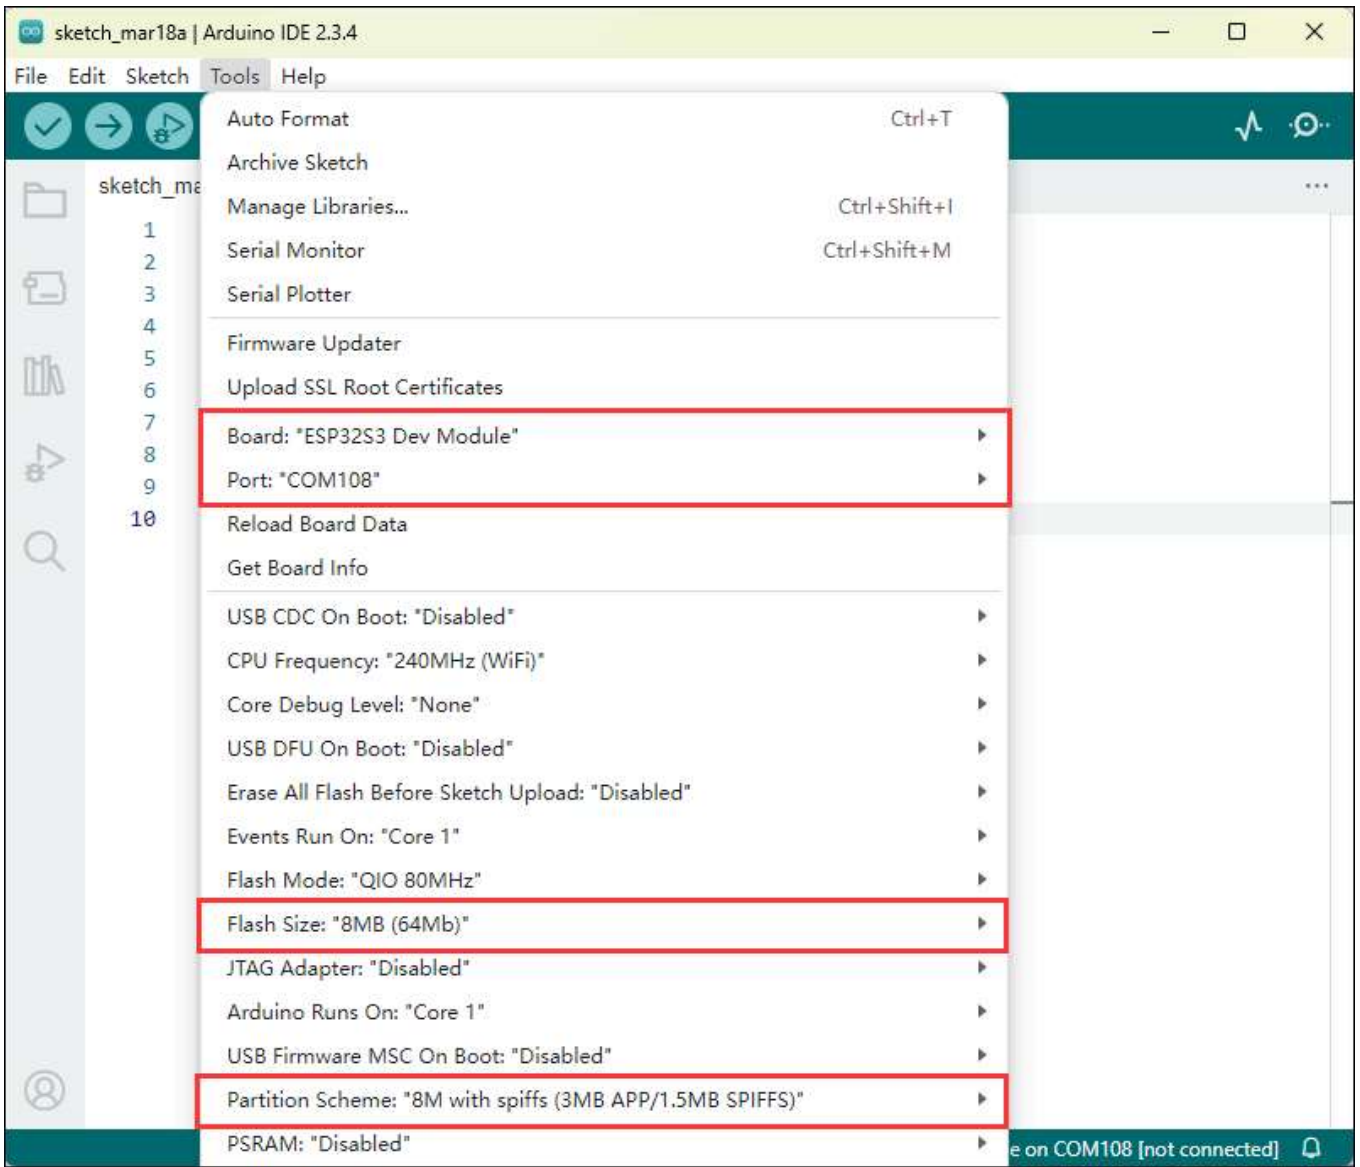 sketch_mar18a | Arduino IDE 2.3.4
File Edit Sketch Tools Help
Auto Format Ctrl+T
Archive Sketch
sketch_ma
Manage Libraries... Ctrl+Shift+I
1
Serial Monitor Ctrl+Shift+M
2
Serial Plotter
3
4
Firmware Updater
5
Upload SSL Root Certificates
6
7
Board: "ESP32S3 Dev Module"
8
Port: "COM108"
9
Reload Board Data
10
Get Board Info
USB CDC On Boot: "Disabled"
CPU Frequency: "240MHz (WiFi)"
Core Debug Level: "None"
USB DFU On Boot: "Disabled"
Erase All Flash Before Sketch Upload: "Disabled"
Events Run On: "Core 1"
Flash Mode: "QIO 80MHz"
Flash Size: "8MB (64Mb)"
JTAG Adapter: "Disabled"
Arduino Runs On: "Core 1"
USB Firmware MSC On Boot: "Disabled"
Partition Scheme: "8M with spiffs (3MB APP/1.5MB SPIFFS)"
PSRAM: "Disabled"
e on COM108 [not connected]